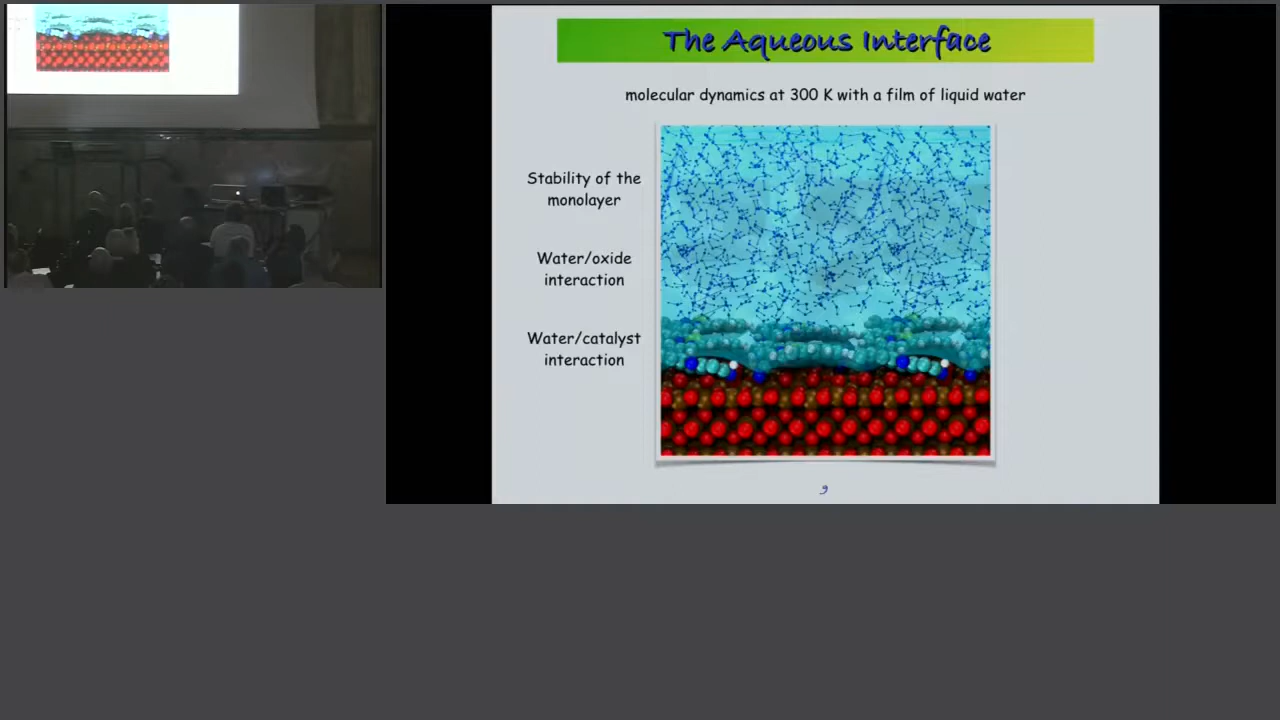 The Aqueous Interface
molecular dynamics at 300 K with a film of liquid water
Stability of the
monolayer
Water/oxide
interaction
Water/catalyst
interaction
9